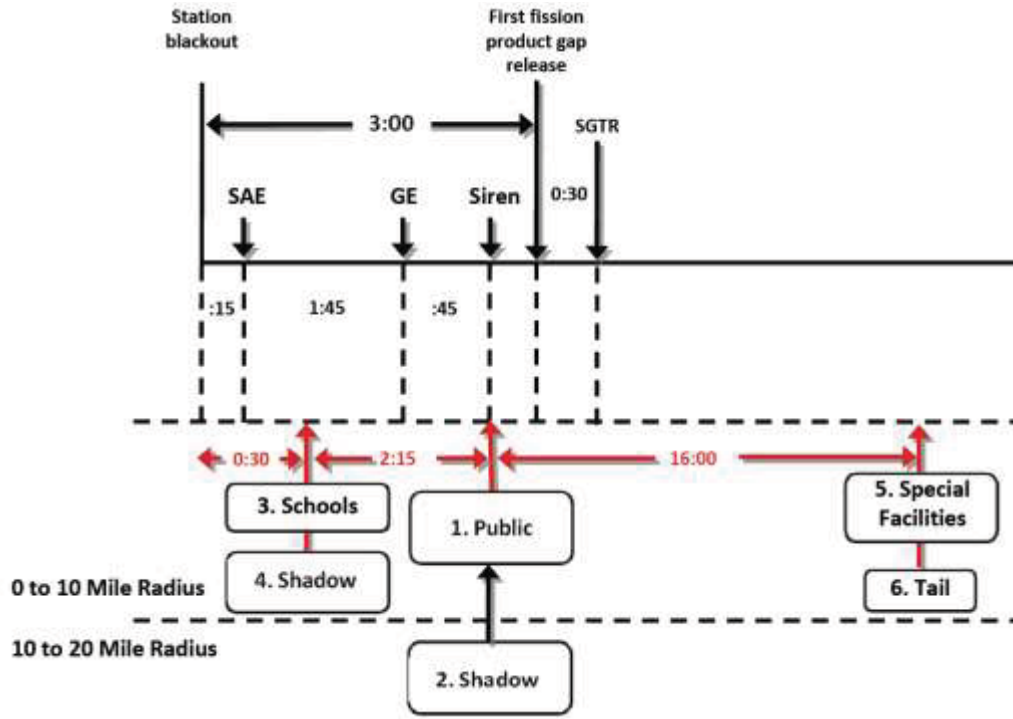 Station
blackout
First fission
product gap
release
3:00
SGTR
0:30
SAE
GE
Siren
:15
1:45
:45
0:30
2:15
16:00
3. Schools
1. Public
5. Special
Facilities
4. Shadow
6. Tail
0 to 10 Mile Radius
10 to 20 Mile Radius
2. Shadow